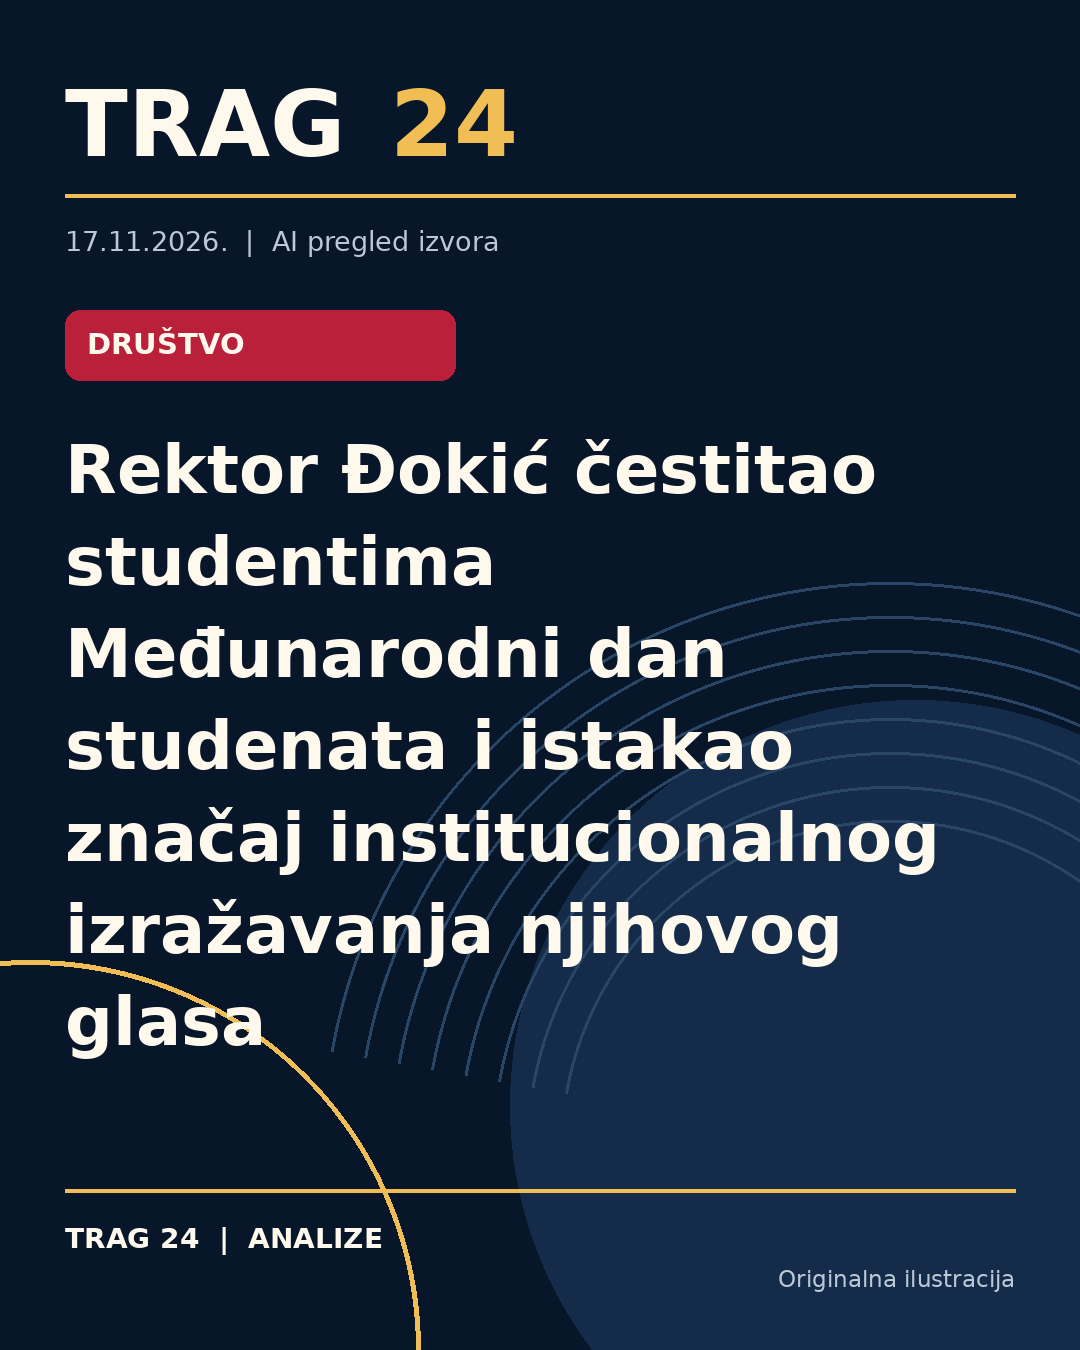 TRAG 24
17.11.2026. | AI pregled izvora
DRUŠTVO
Rektor Đokić čestitao
studentima
Međunarodni dan
studenata i istakao
značaj institucionalnog
izražavanja njihovog
glasa
TRAG 24 | ANALIZE
Originalna ilustracija